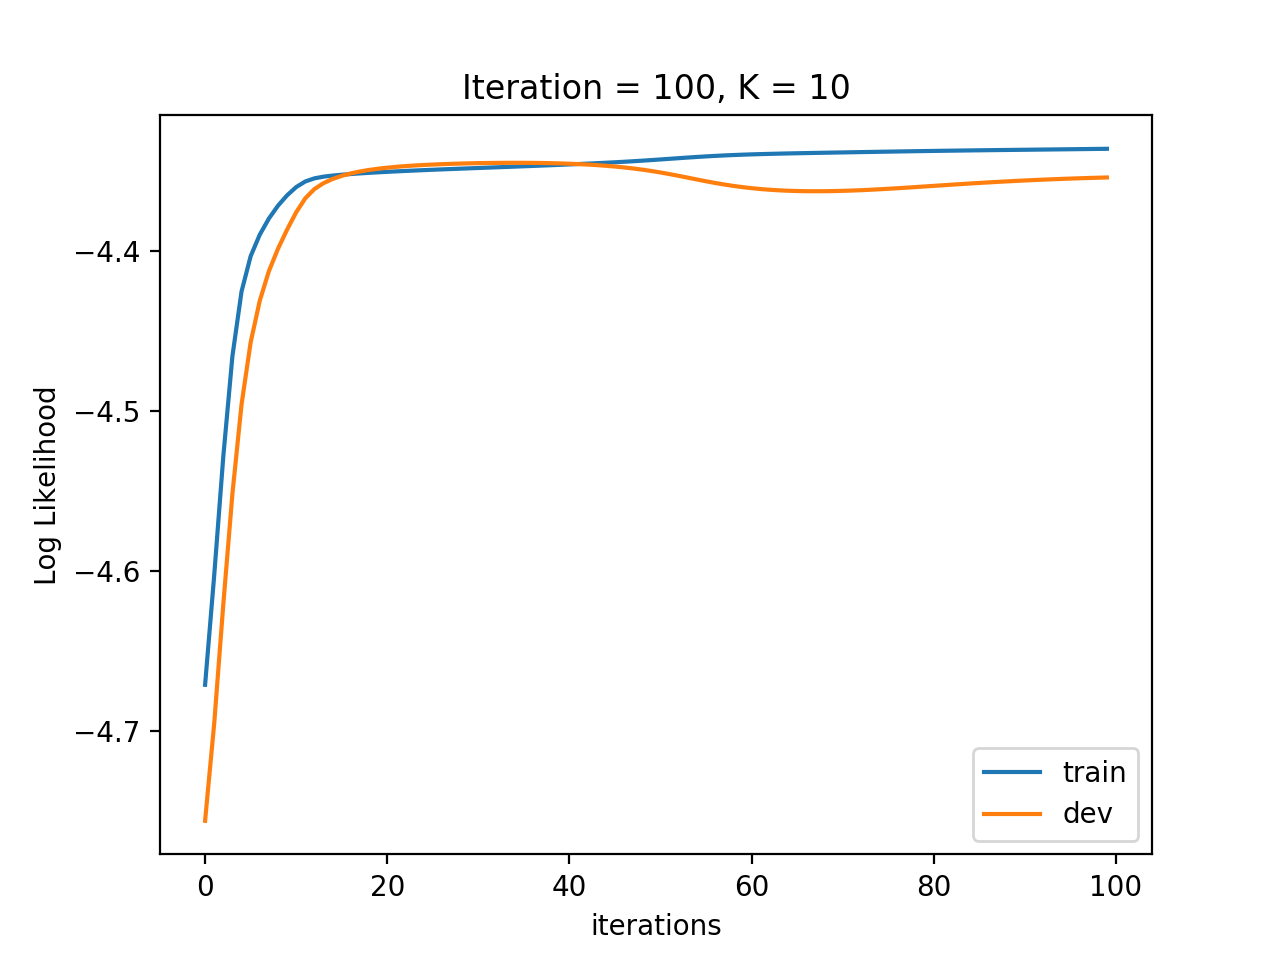 Iteration = 100, K = 10
Log Likelihood
−4.4
−4.5
−4.6
−4.7
0 20 40 60 80 100
iterations
train
dev